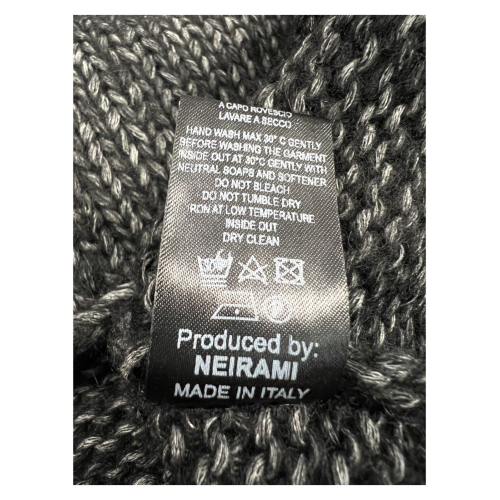 A CAPO ROVESCIO
LAVARE A SECCO
HAND WASH MAX 30° C GENTLY
BEFORE WASHING THE GARMENT
INSIDE OUT AT 30°C GENTLY WITH
NEUTRAL SOAPS AND SOFTENER
DO NOT BLEACH
DO NOT TUMBLE DRY
IRON AT LOW TEMPERATURE
INSIDE OUT
DRY CLEAN
Produced by:
NEIRAMI
MADE IN ITALY